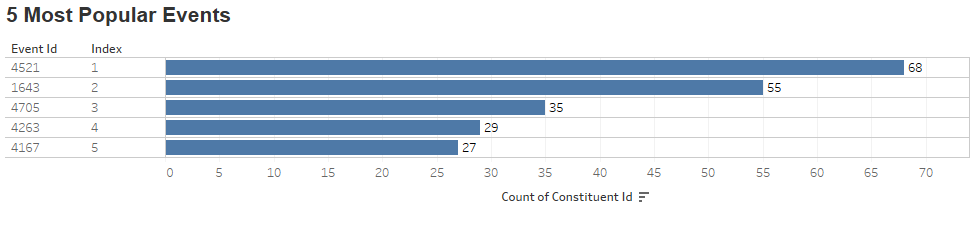 5 Most Popular Events
Event Id Index
4521 1 68
1643 2 55
4705 3 35
4263 4 29
4167 5 27
0 5 10 15 20 25 30 35 40 45 50 55 60 65 70
Count of Constituent Id